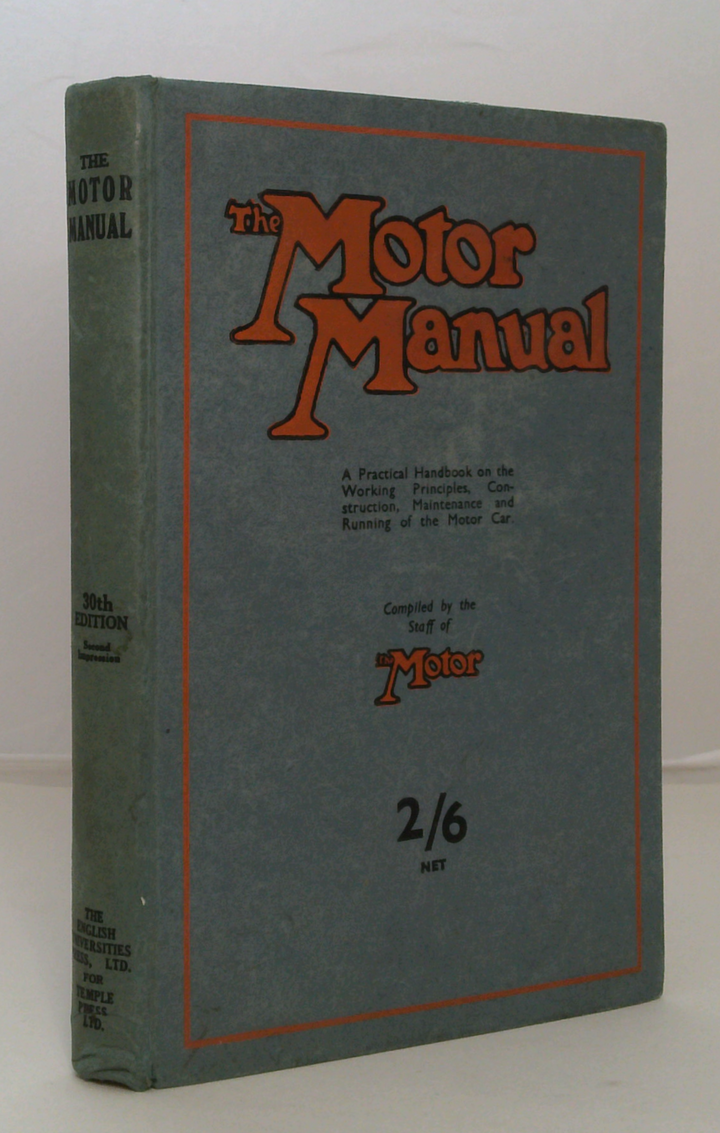 THE
MOTOR
MANUAL
30th
EDITION
Second
Impression
THE
ENGLISH
UNIVERSITIES
PRESS, LTD.
FOR
TEMPLE
PRESS
LTD.
The Motor
Manual
A Practical Handbook on the
Working Principles, Con-
struction, Maintenance and
Running of the Motor Car.
Compiled by the
Staff of
The Motor
2/6
NET